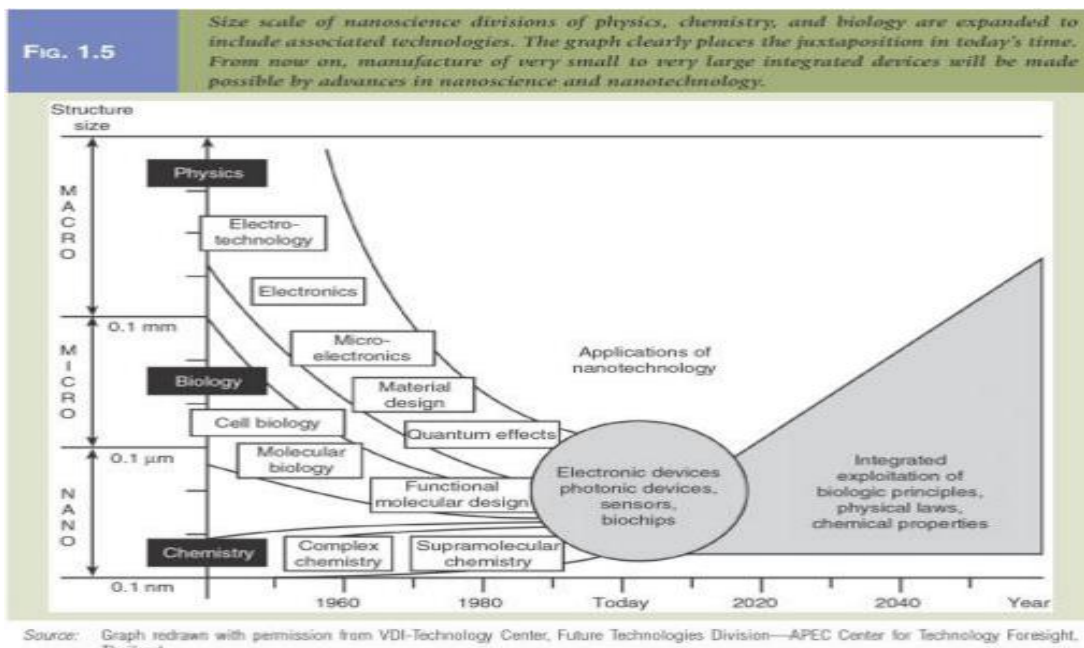 FIG. 1.5
Size scale of nanoscience divisions of physics, chemistry, and biology are expanded to
include associated technologies. The graph clearly places the juxtaposition in today's time.
From now on, manufacture of very small to very large integrated devices will be made
possible by advances in nanoscience and nanotechnology.
Structure
size
MACRO
Physics
Electro-
technology
Electronics
0.1 mm
MICRO
Micro-
electronics
Applications of
nanotechnology
Biology
Material
design
Cell biology
Quantum effects
0.1 µm
Molecular
biology
NANO
Functional
molecular design
Electronic devices
photonic devices,
sensors,
biochips
Integrated
exploitation of
biologic principles,
physical laws,
chemical properties
Chemistry
Complex
chemistry
Supramolecular
chemistry
0.1 nm
1960
1980
Today
2020
2040
Year
Source: Graph redrawn with permission from VDI-Technology Center, Future Technologies Division—APEC Center for Technology Foresight,